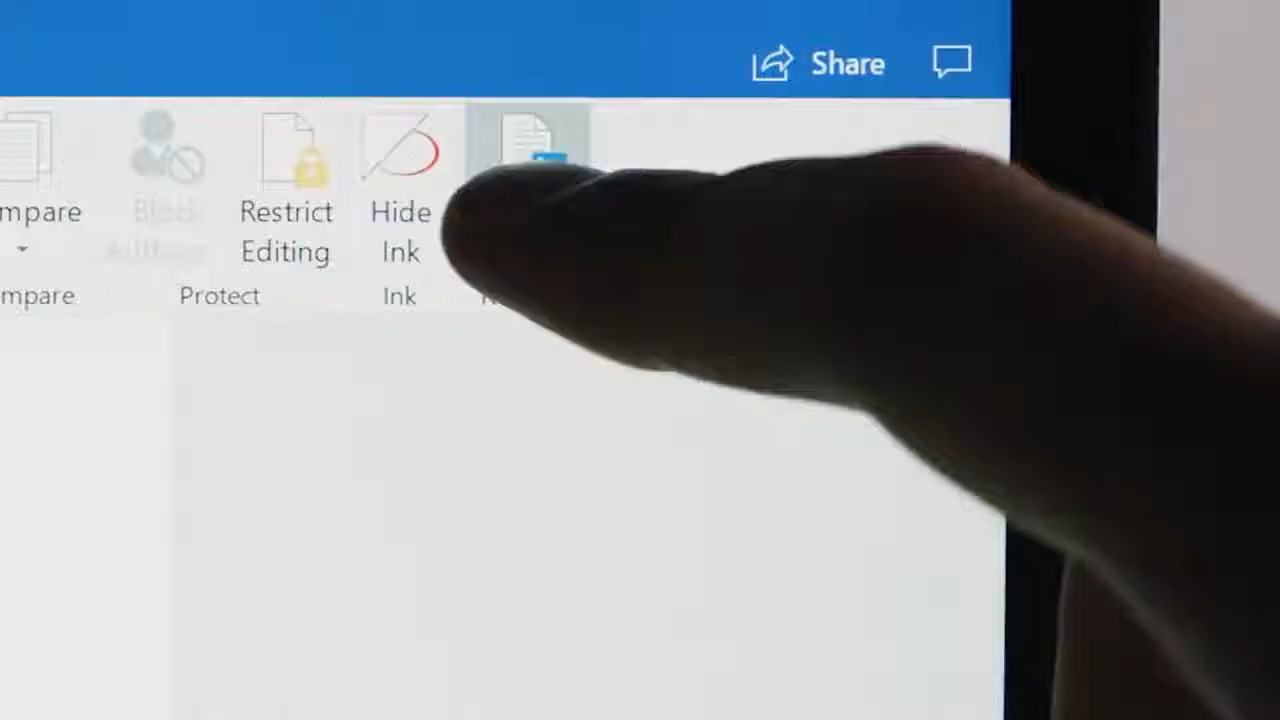 Share
mpare
Restrict
Editing
Hide
Ink
mpare
Protect
Ink